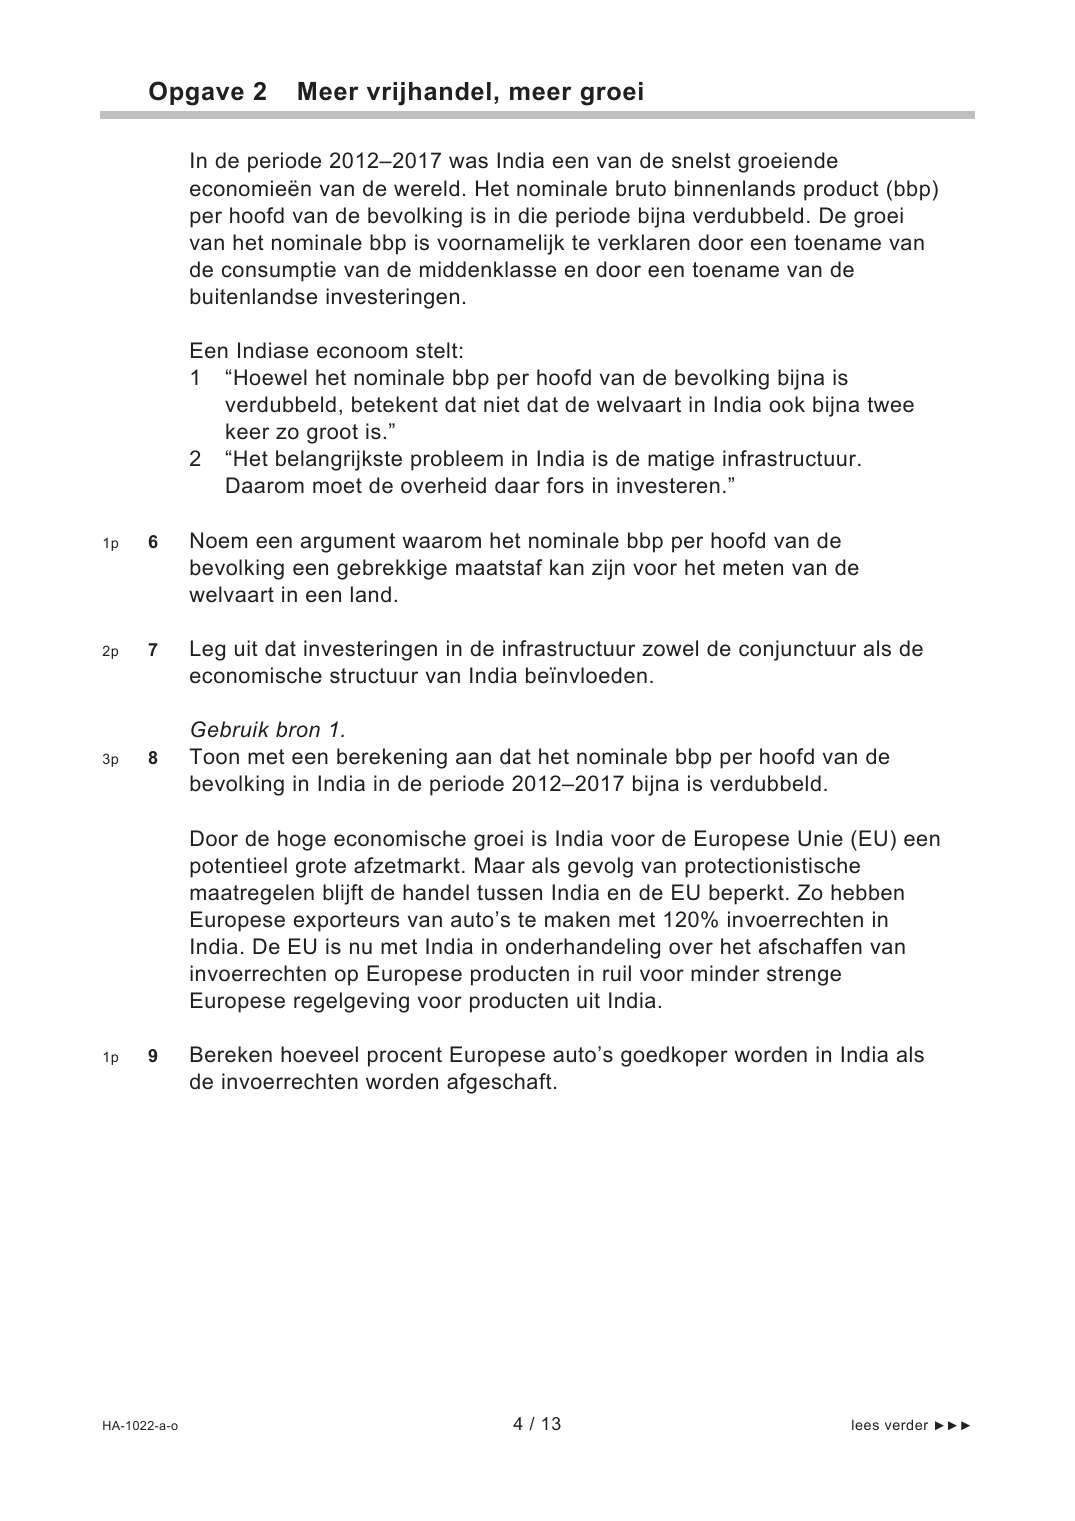 Opgave 2 Meer vrijhandel, meer groei
In de periode 2012–2017 was India een van de snelst groeiende
economieën van de wereld. Het nominale bruto binnenlands product (bbp)
per hoofd van de bevolking is in die periode bijna verdubbeld. De groei
van het nominale bbp is voornamelijk te verklaren door een toename van
de consumptie van de middenklasse en door een toename van de
buitenlandse investeringen.
Een Indiase econoom stelt:
1 “Hoewel het nominale bbp per hoofd van de bevolking bijna is
verdubbeld, betekent dat niet dat de welvaart in India ook bijna twee
keer zo groot is.”
2 “Het belangrijkste probleem in India is de matige infrastructuur.
Daarom moet de overheid daar fors in investeren.”
1p 6 Noem een argument waarom het nominale bbp per hoofd van de
bevolking een gebrekkige maatstaf kan zijn voor het meten van de
welvaart in een land.
2p 7 Leg uit dat investeringen in de infrastructuur zowel de conjunctuur als de
economische structuur van India beïnvloeden.
Gebruik bron 1.
3p 8 Toon met een berekening aan dat het nominale bbp per hoofd van de
bevolking in India in de periode 2012–2017 bijna is verdubbeld.
Door de hoge economische groei is India voor de Europese Unie (EU) een
potentieel grote afzetmarkt. Maar als gevolg van protectionistische
maatregelen blijft de handel tussen India en de EU beperkt. Zo hebben
Europese exporteurs van auto’s te maken met 120% invoerrechten in
India. De EU is nu met India in onderhandeling over het afschaffen van
invoerrechten op Europese producten in ruil voor minder strenge
Europese regelgeving voor producten uit India.
1p 9 Bereken hoeveel procent Europese auto’s goedkoper worden in India als
de invoerrechten worden afgeschaft.
HA-1022-a-o 4 / 13 lees verder ►►►